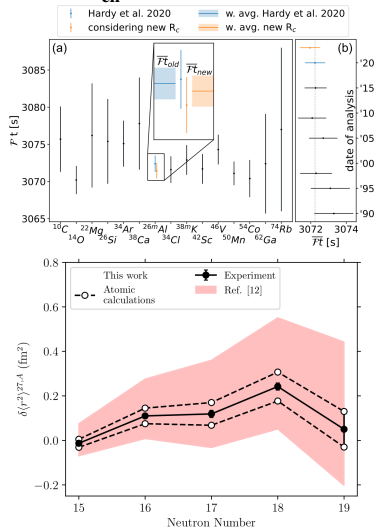 ch
Hardy et al. 2020
w. avg. Hardy et al. 2020
considering new R_c
w. avg. new R_c
(a)
(b)
3085
3080
3075
3070
3065
ℱt [s]
ℱt_old
ℱt_new
'20
'15
'10
'05
'00
'95
'90
date of analysis
¹⁰C
²²Mg
³⁴Ar
²⁶ᵐAl
³⁸ᵐK
⁴⁶V
⁵⁴Co
⁷⁴Rb
¹⁴O
²⁶Si
³⁸Ca
³⁴Cl
⁴²Sc
⁵⁰Mn
⁶²Ga
3072
3074
ℱt [s]
This work
Experiment
Atomic calculations
Ref. [12]
0.8
0.6
0.4
0.2
0.0
−0.2
δ⟨r²⟩²⁷,ᴬ (fm²)
15
16
17
18
19
Neutron Number